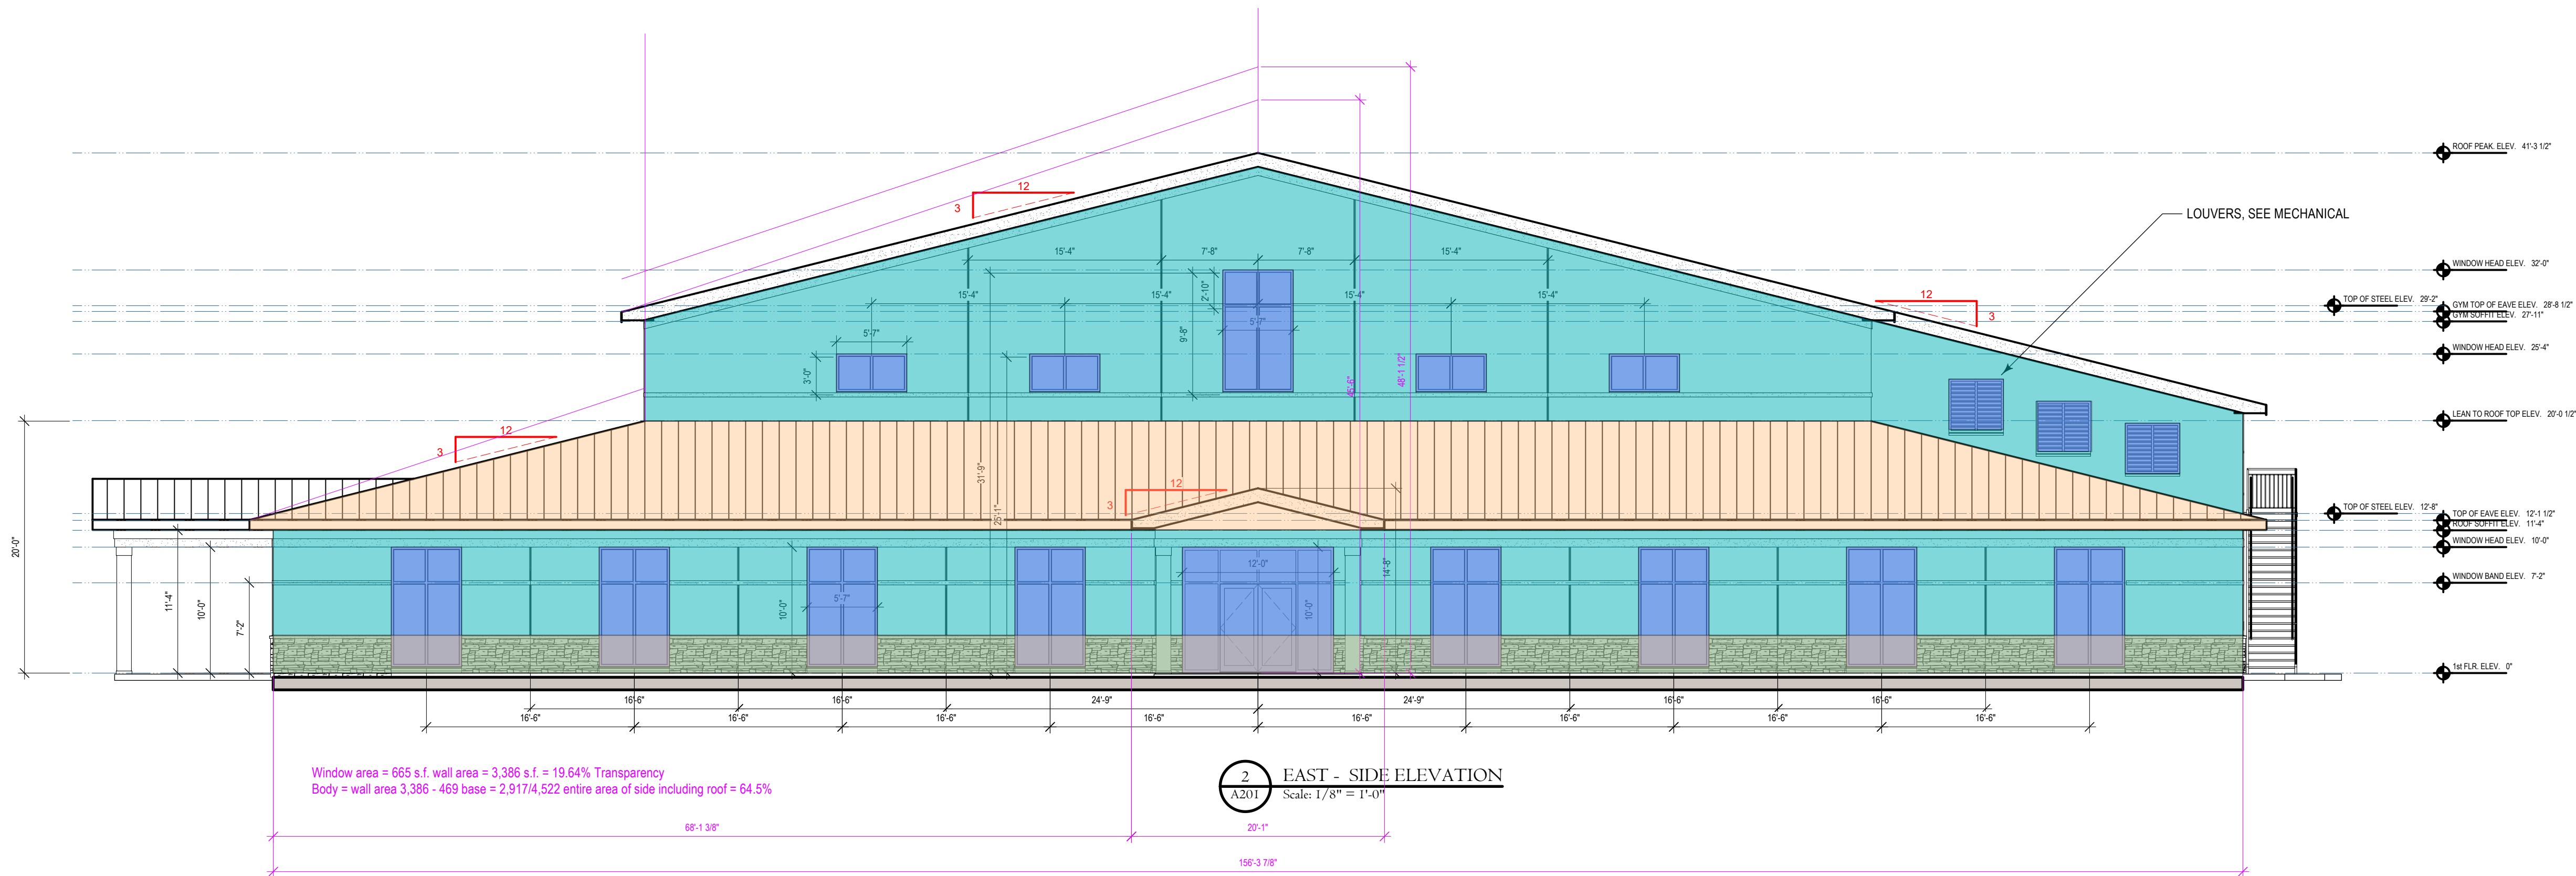 ROOF PEAK. ELEV. 41'-3 1/2"
12
3
LOUVERS, SEE MECHANICAL
15'-4" 7'-8" 7'-8" 15'-4"
WINDOW HEAD ELEV. 32'-0"
2'-10"
15'-4" 15'-4" 15'-4" 15'-4"
12
3
TOP OF STEEL ELEV. 29'-2"
GYM TOP OF EAVE ELEV. 28'-8 1/2"
GYM SOFFIT ELEV. 27'-11"
5'-7"
5'-7"
9'-8"
WINDOW HEAD ELEV. 25'-4"
3'-0"
45'-6"
48'-1 1/2"
LEAN TO ROOF TOP ELEV. 20'-0 1/2"
12
3
31'-9"
25'-1"
12
3
TOP OF STEEL ELEV. 12'-8"
TOP OF EAVE ELEV. 12'-1 1/2"
ROOF SOFFIT ELEV. 11'-4"
WINDOW HEAD ELEV. 10'-0"
20'-0"
12'-0"
14'-8"
WINDOW BAND ELEV. 7'-2"
11'-4"
10'-0"
7'-2"
10'-0"
5'-7"
10'-0"
1st FLR. ELEV. 0"
16'-6" 16'-6" 24'-9" 24'-9" 16'-6" 16'-6"
16'-6" 16'-6" 16'-6" 16'-6" 16'-6" 16'-6"
Window area = 665 s.f. wall area = 3,386 s.f. = 19.64% Transparency
Body = wall area 3,386 - 469 base = 2,917/4,522 entire area of side including roof = 64.5%
2
A201
EAST - SIDE ELEVATION
Scale: 1/8" = 1'-0"
68'-1 3/8" 20'-1"
156'-3 7/8"